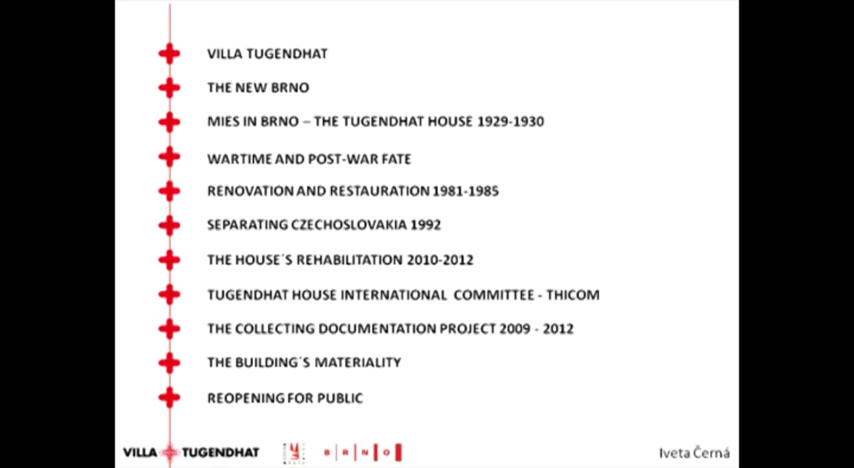 VILLA TUGENDHAT
THE NEW BRNO
MIES IN BRNO – THE TUGENDHAT HOUSE 1929-1930
WARTIME AND POST-WAR FATE
RENOVATION AND RESTAURATION 1981-1985
SEPARATING CZECHOSLOVAKIA 1992
THE HOUSE´S REHABILITATION 2010-2012
TUGENDHAT HOUSE INTERNATIONAL COMMITTEE - THICOM
THE COLLECTING DOCUMENTATION PROJECT 2009 - 2012
THE BUILDING´S MATERIALITY
REOPENING FOR PUBLIC
VILLA TUGENDHAT B R N O Iveta Černá